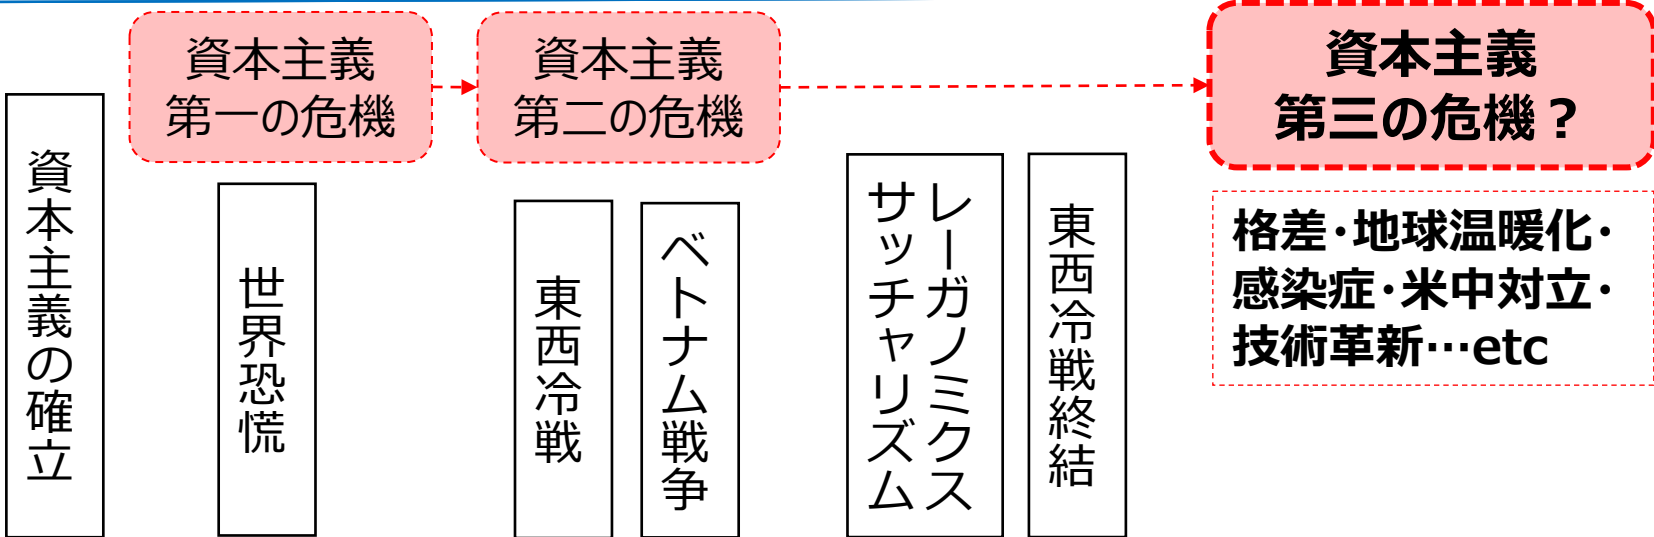 資本主義
第一の危機
資本主義
第二の危機
資本主義
第三の危機？
資本主義の確立
世界恐慌
東西冷戦
ベトナム戦争
レーガノミクス
サッチャリズム
東西冷戦終結
格差･地球温暖化･
感染症･米中対立･
技術革新…etc